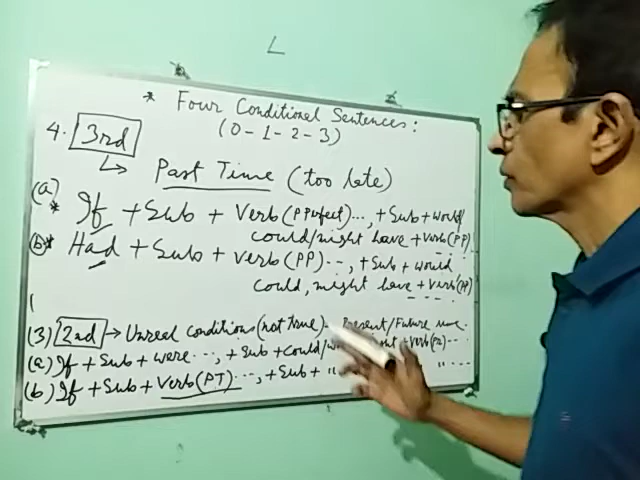 * Four Conditional Sentences:
(0-1-2-3)
4. 3rd
↳ Past Time (too late)
(a)* If + Sub + Verb (P Perfect)..., + Sub + would/
could/might have + Verb (PP)
(b)* Had + Sub + verb (PP)..., + Sub + would
could, might have + Verb (PP)
(3) 2nd → Unreal conditions (not true) - Present/Future
(a) If + Sub + were..., + Sub + could/
(b) If + Sub + Verb (PT)..., + Sub + " "